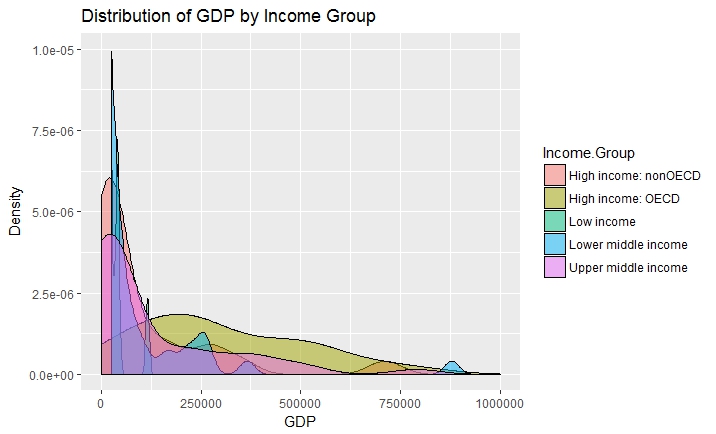 Distribution of GDP by Income Group
1.0e-05
7.5e-06
5.0e-06
2.5e-06
0.0e+00
Density
0
250000
500000
750000
1000000
GDP
Income.Group
High income: nonOECD
High income: OECD
Low income
Lower middle income
Upper middle income